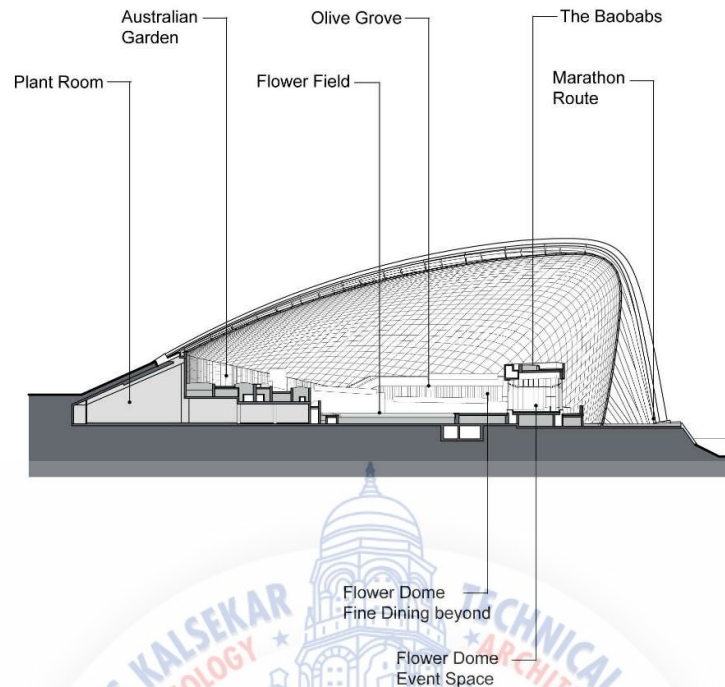 Australian
Garden
Olive Grove
The Baobabs
Plant Room
Flower Field
Marathon
Route
Flower Dome
Fine Dining beyond
Flower Dome
Event Space
KALSEKAR
TECHNICAL